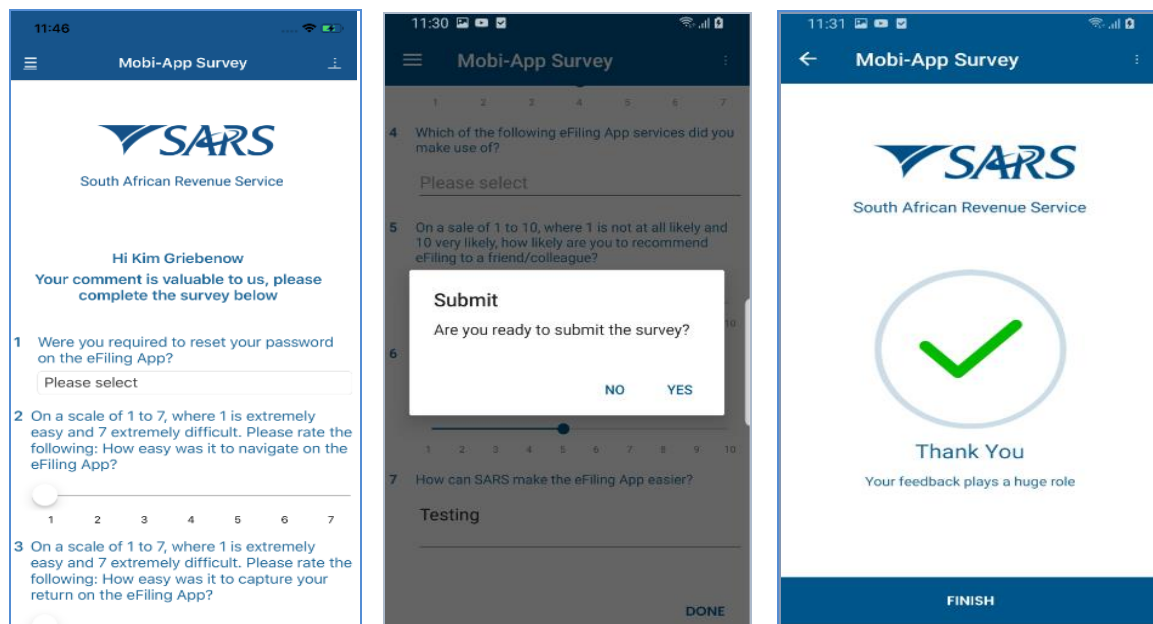 11:46
Mobi-App Survey
SARS
South African Revenue Service
Hi Kim Griebenow
Your comment is valuable to us, please
complete the survey below
1 Were you required to reset your password
on the eFiling App?
Please select
2 On a scale of 1 to 7, where 1 is extremely
easy and 7 extremely difficult. Please rate the
following: How easy was it to navigate on the
eFiling App?
1 2 3 4 5 6 7
3 On a scale of 1 to 7, where 1 is extremely
easy and 7 extremely difficult. Please rate the
following: How easy was it to capture your
return on the eFiling App?
11:30
Mobi-App Survey
1 2 3 4 5 6 7
4 Which of the following eFiling App services did you
make use of?
Please select
5 On a sale of 1 to 10, where 1 is not at all likely and
10 very likely, how likely are you to recommend
eFiling to a friend/colleague?
10
Submit
Are you ready to submit the survey?
NO YES
6
1 2 3 4 5 6 7 8 9 10
7 How can SARS make the eFiling App easier?
Testing
DONE
11:31
Mobi-App Survey
SARS
South African Revenue Service
Thank You
Your feedback plays a huge role
FINISH